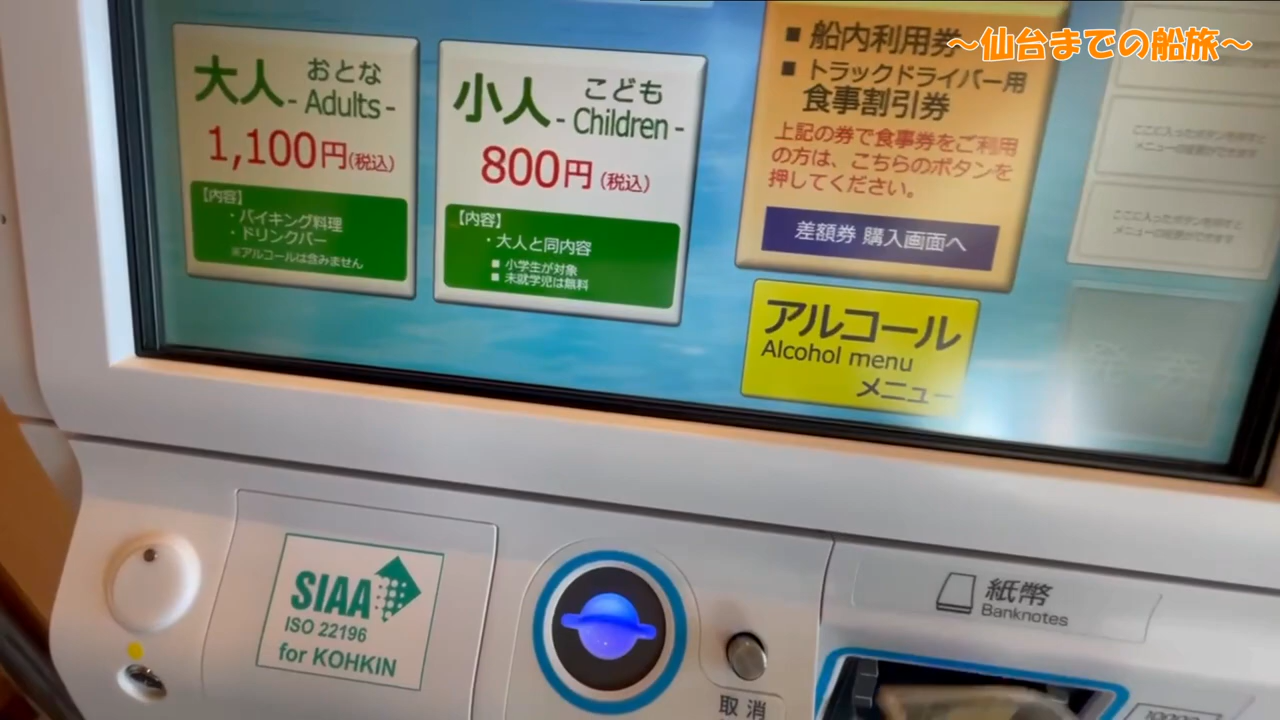 〜仙台までの船旅〜
大人 おとな
- Adults -
1,100円(税込)
【内容】
・バイキング料理
・ドリンクバー
※アルコールは含みません
小人 こども
- Children -
800円(税込)
【内容】
・大人と同内容
■ 小学生が対象
■ 未就学児は無料
■ 船内利用券
■ トラックドライバー用
食事割引券
上記の券で食事券をご利用
の方は、こちらのボタンを
押してください。
差額券 購入画面へ
アルコール
Alcohol menu
メニュー
SIAA
ISO 22196
for KOHKIN
取消
紙幣
Banknotes